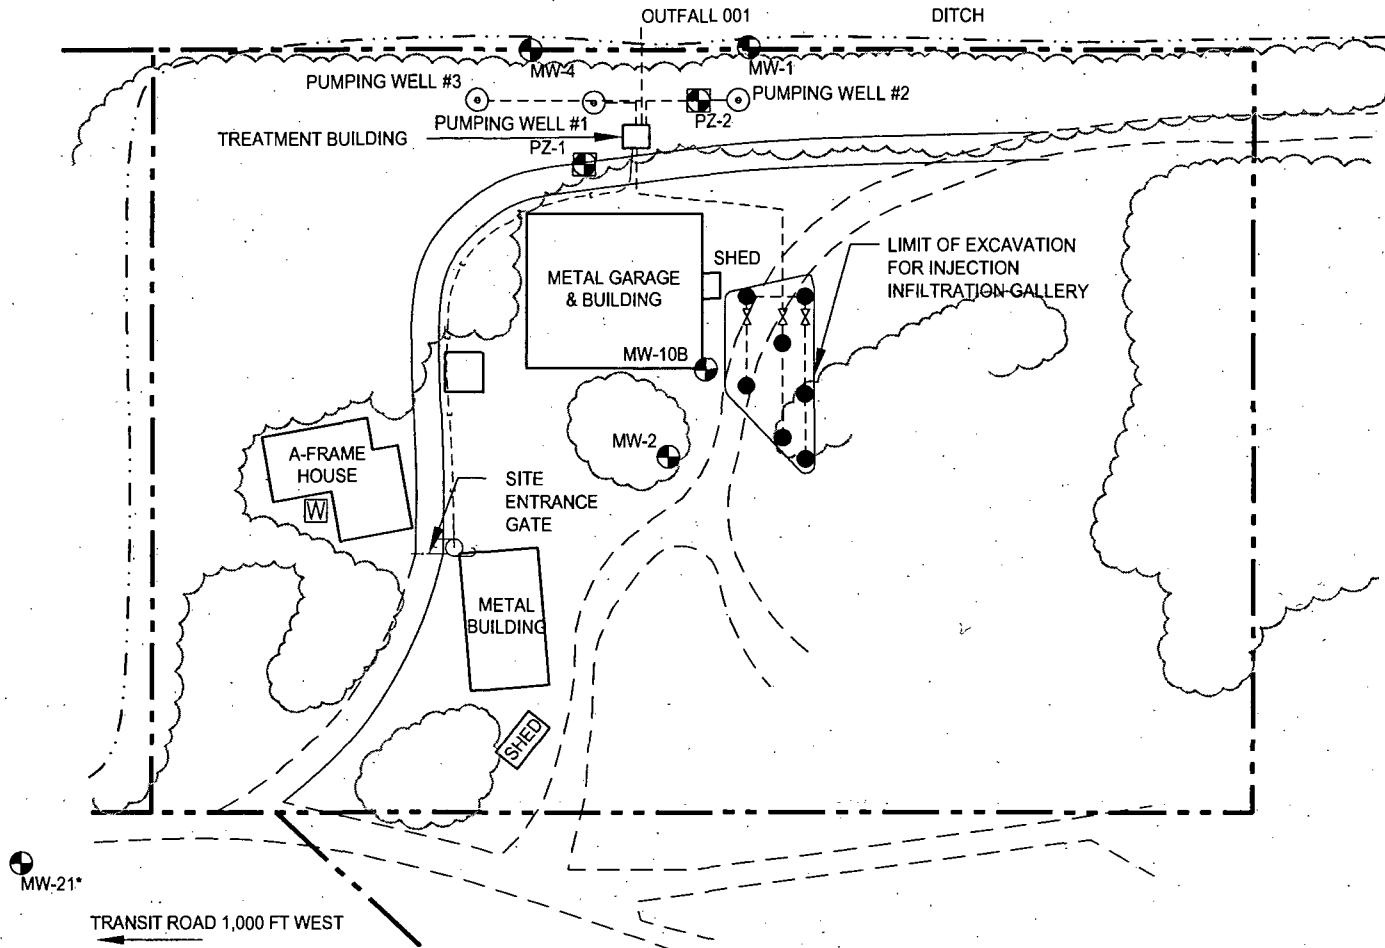 OUTFALL 001
DITCH
MW-4
MW-1
PUMPING WELL #3
PUMPING WELL #2
PUMPING WELL #1
PZ-2
TREATMENT BUILDING
PZ-1
SHED
LIMIT OF EXCAVATION
FOR INJECTION
INFILTRATION GALLERY
METAL GARAGE
& BUILDING
MW-10B
MW-2
A-FRAME
HOUSE
W
SITE
ENTRANCE
GATE
METAL
BUILDING
SHED
MW-21*
TRANSIT ROAD 1,000 FT WEST